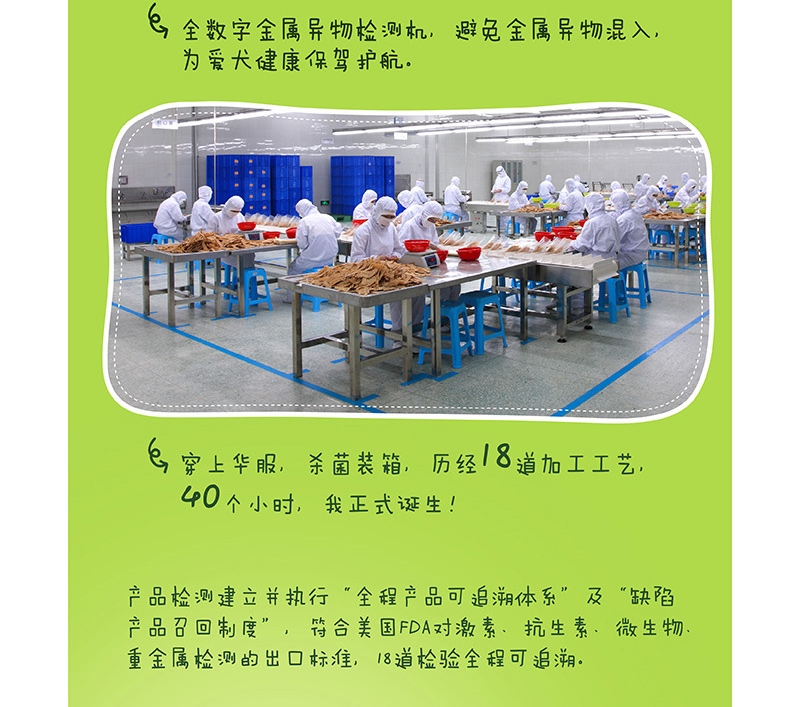 全数字金属异物检测机，避免金属异物混入，
为爱犬健康保驾护航。
穿上华服，杀菌装箱，历经18道加工工艺，
40个小时，我正式诞生！
产品检测建立并执行“全程产品可追溯体系”及“缺陷
产品召回制度”，符合美国FDA对激素、抗生素、微生物、
重金属检测的出口标准，18道检验全程可追溯。